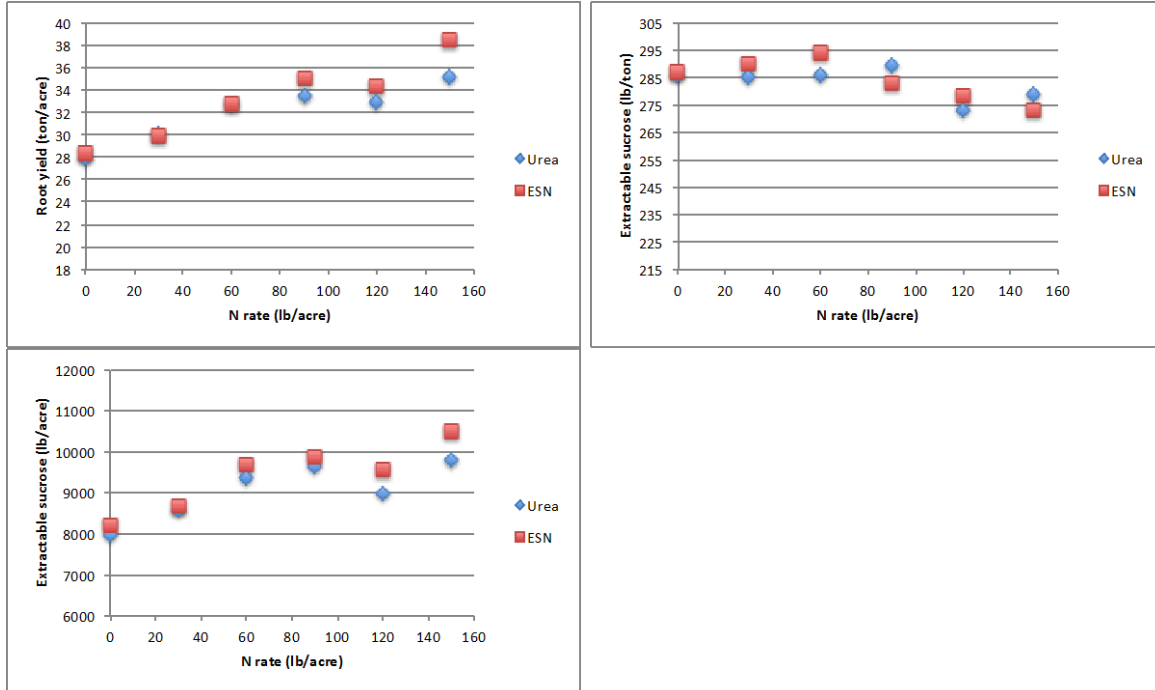 Root yield (ton/acre)
40
38
36
34
32
30
28
26
24
22
20
18
0 20 40 60 80 100 120 140 160
N rate (lb/acre)
Urea
ESN
Extractable sucrose (lb/ton)
305
295
285
275
265
255
245
235
225
215
0 20 40 60 80 100 120 140 160
N rate (lb/acre)
Urea
ESN
Extractable sucrose (lb/acre)
12000
11000
10000
9000
8000
7000
6000
0 20 40 60 80 100 120 140 160
N rate (lb/acre)
Urea
ESN